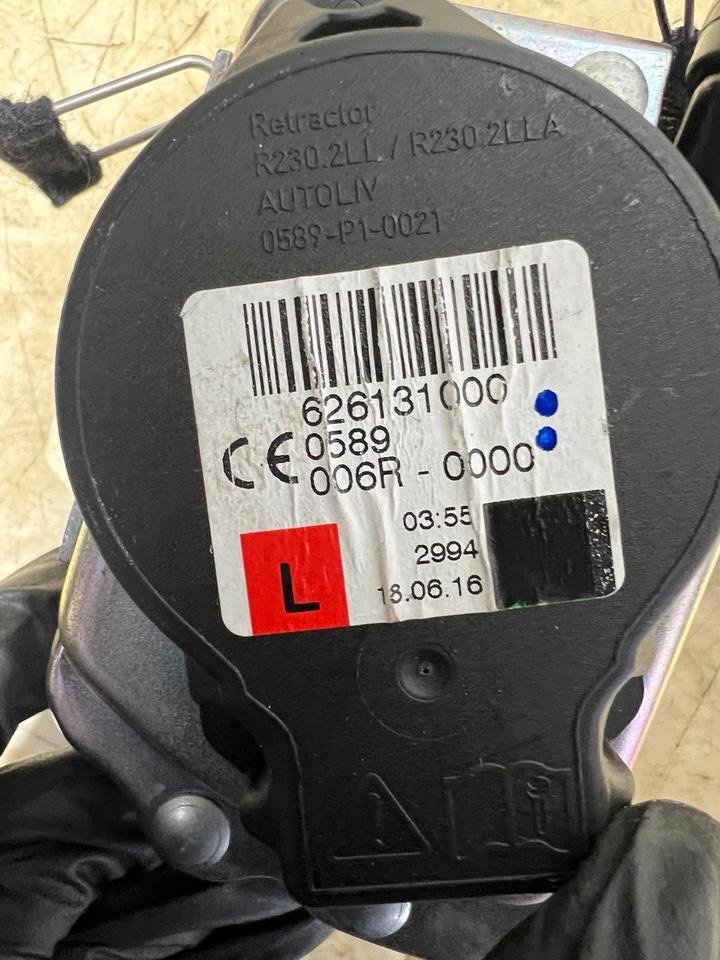 Retractor
R230.2LL / R230.2LLA
AUTOLIV
0589-P1-0021
626131000
CE 0589
006R - 0000
03:55
2994
18.06.16
L